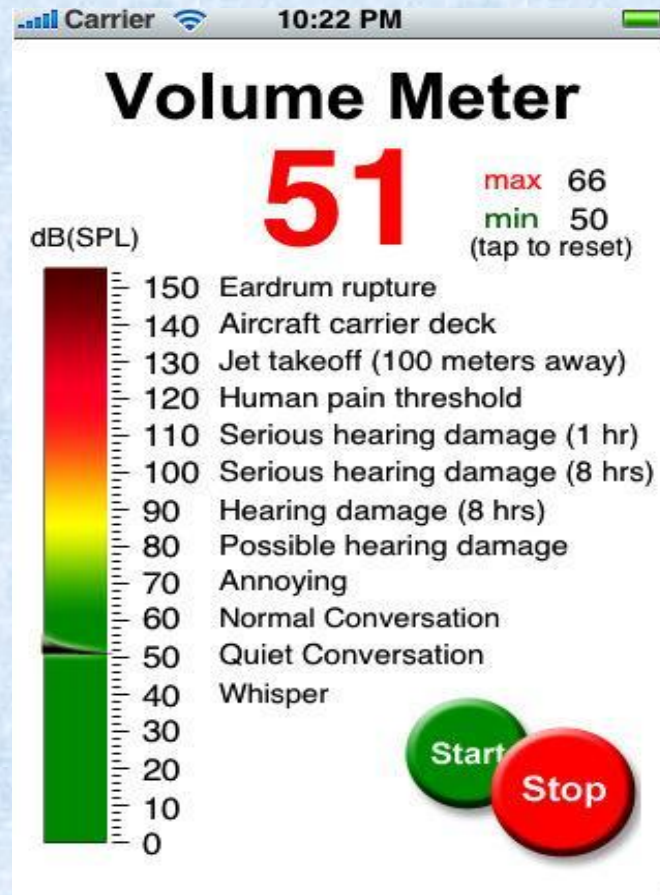 Carrier 10:22 PM
Volume Meter
51
max 66
min 50
(tap to reset)
dB(SPL)
150 Eardrum rupture
140 Aircraft carrier deck
130 Jet takeoff (100 meters away)
120 Human pain threshold
110 Serious hearing damage (1 hr)
100 Serious hearing damage (8 hrs)
90 Hearing damage (8 hrs)
80 Possible hearing damage
70 Annoying
60 Normal Conversation
50 Quiet Conversation
40 Whisper
30
20
10
0
Start
Stop